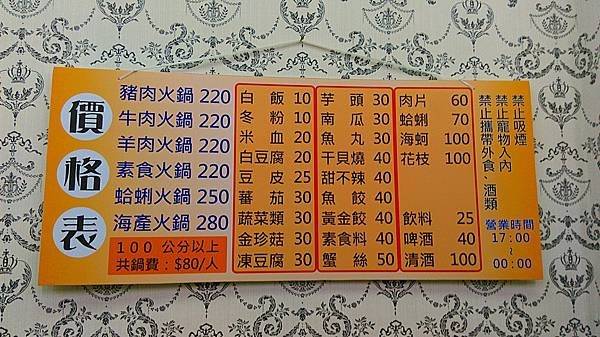 價格表
豬肉火鍋 220
牛肉火鍋 220
羊肉火鍋 220
素食火鍋 220
蛤蜊火鍋 250
海產火鍋 280
100 公分以上
共鍋費：$80/人
白飯 10
冬粉 10
米血 20
白豆腐 20
豆皮 25
蕃茄 30
蔬菜類 30
金珍菇 30
凍豆腐 30
芋頭 30
南瓜 30
魚丸 30
干貝燒 40
甜不辣 40
魚餃 40
黃金餃 40
素食料 40
蟹絲 50
肉片 60
蛤蜊 70
海蚵 100
花枝 100
飲料 25
啤酒 40
清酒 100
禁止吸煙
禁止寵物入內
禁止攜帶外食、酒類
營業時間
17:00
~
00:00